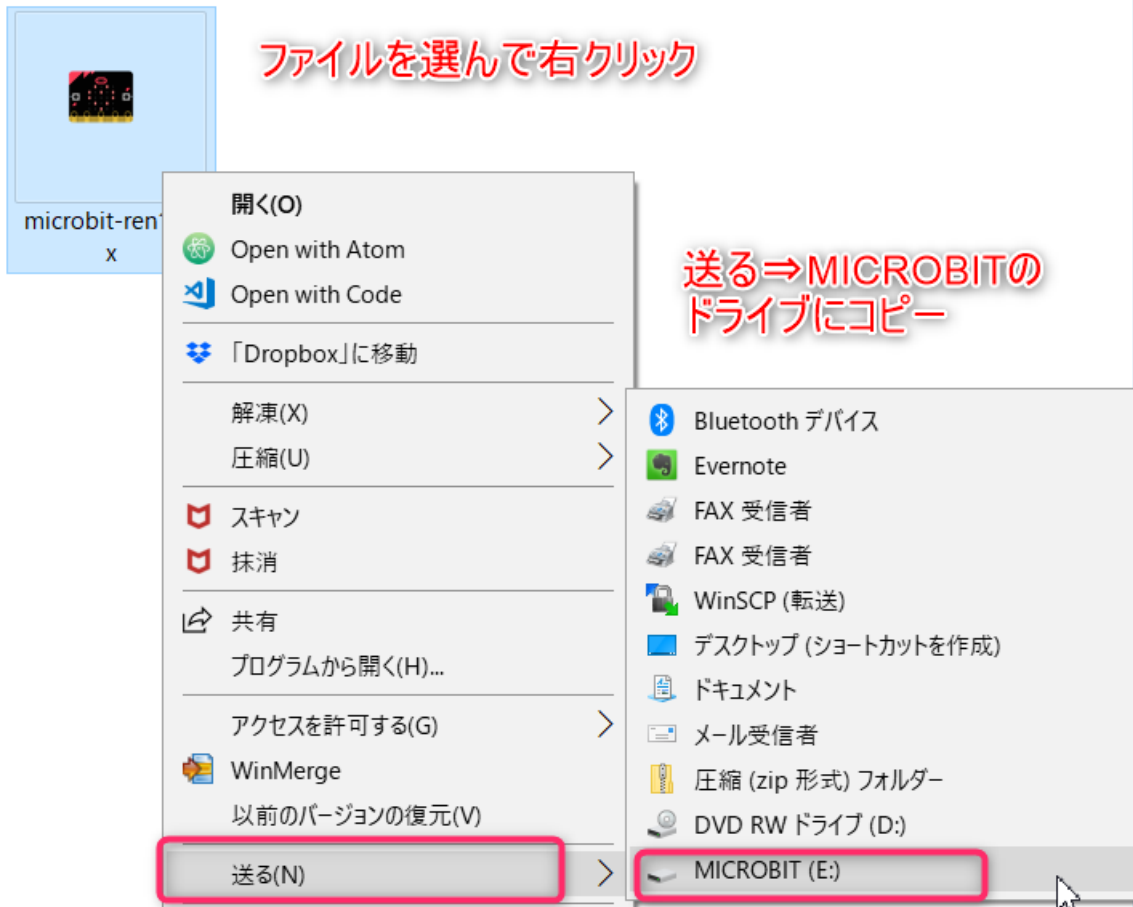 ファイルを選んで右クリック
microbit-ren1
x
開く(O)
Open with Atom
Open with Code
「Dropbox」に移動
解凍(X)
圧縮(U)
スキャン
抹消
共有
プログラムから開く(H)...
アクセスを許可する(G)
WinMerge
以前のバージョンの復元(V)
送る(N)
送る⇒MICROBITの
ドライブにコピー
Bluetooth デバイス
Evernote
FAX 受信者
FAX 受信者
WinSCP (転送)
デスクトップ (ショートカットを作成)
ドキュメント
メール受信者
圧縮 (zip 形式) フォルダー
DVD RW ドライブ (D:)
MICROBIT (E:)